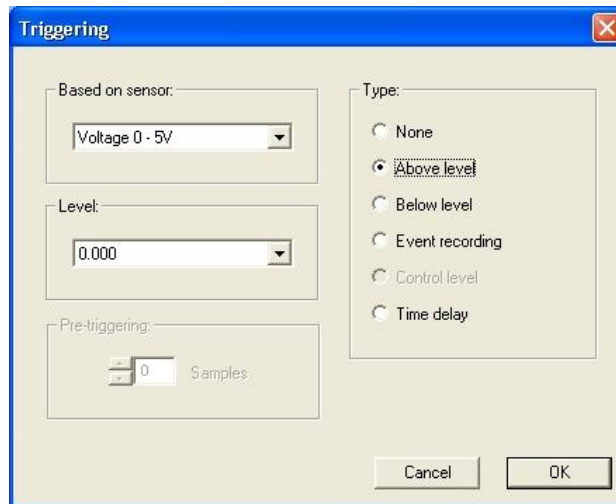 Triggering
Based on sensor:
Voltage 0 - 5V
Level:
0.000
Pre-triggering:
0 Samples
Type:
None
Above level
Below level
Event recording
Control level
Time delay
Cancel OK